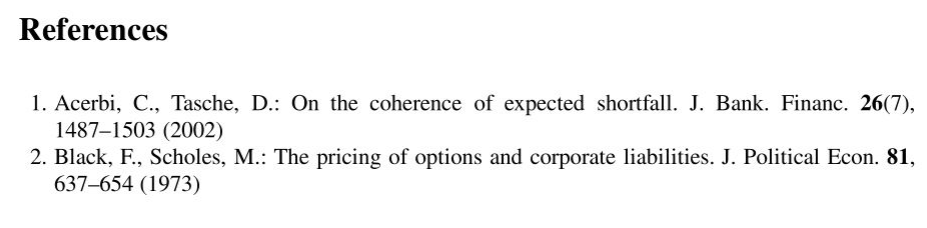 References
1. Acerbi, C., Tasche, D.: On the coherence of expected shortfall. J. Bank. Financ. 26(7),
1487–1503 (2002)
2. Black, F., Scholes, M.: The pricing of options and corporate liabilities. J. Political Econ. 81,
637–654 (1973)